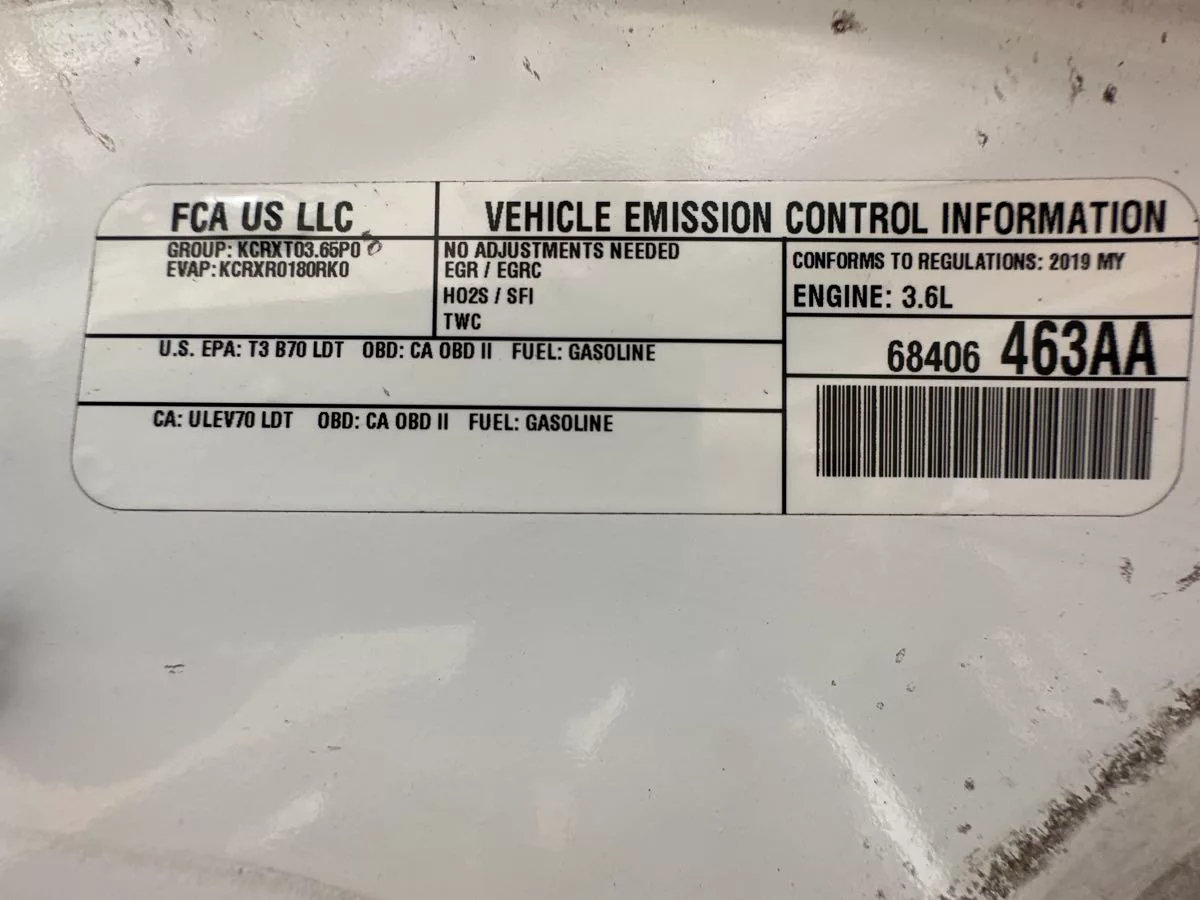 FCA US LLC
VEHICLE EMISSION CONTROL INFORMATION
GROUP: KCRXT03.65P0
EVAP: KCRXR0180RK0
NO ADJUSTMENTS NEEDED
EGR / EGRC
HO2S / SFI
TWC
CONFORMS TO REGULATIONS: 2019 MY
ENGINE: 3.6L
68406 463AA
U.S. EPA: T3 B70 LDT OBD: CA OBD II FUEL: GASOLINE
CA: ULEV70 LDT OBD: CA OBD II FUEL: GASOLINE